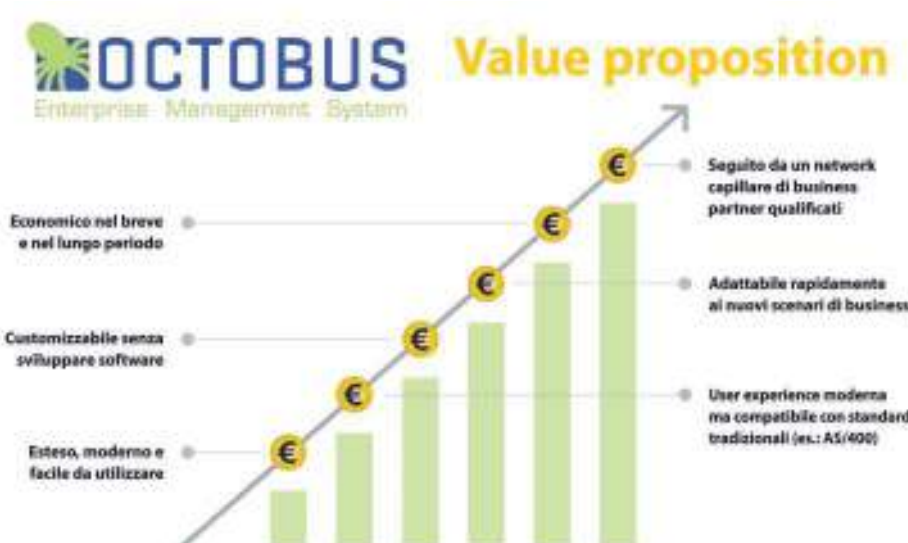 OCTOBUS
Enterprise Management System
Value proposition
Economico nel breve
e nel lungo periodo
Customizzabile senza
sviluppare software
Esteso, moderno e
facile da utilizzare
Seguito da un network
capillare di business
partner qualificati
Adattabile rapidamente
ai nuovi scenari di business
User experience moderna
ma compatibile con standard
tradizionali (es.: AS/400)
€
€
€
€
€
€